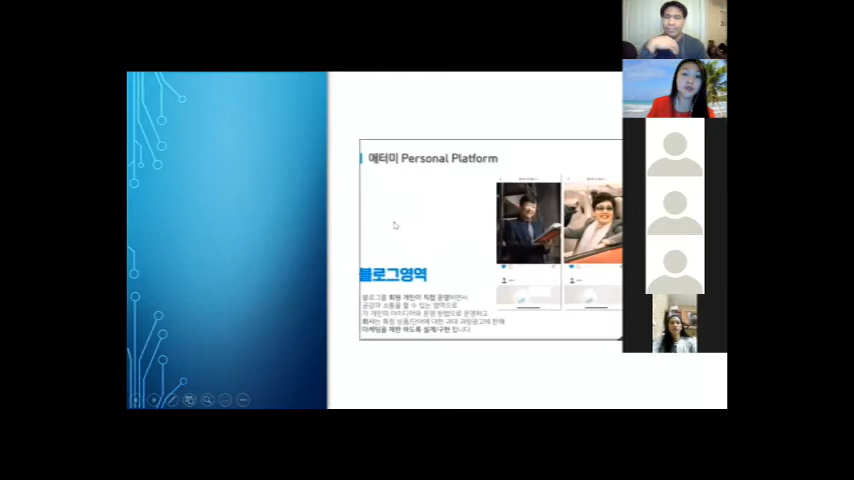 애터미 Personal Platform
블로그영역
블로그를 회원 개인이 직접 운영하면서
공감과 소통을 할 수 있는 영역으로
각 개인의 아이디어와 운영 방법으로 운영하고
회사는 특정 상품/단어에 대한 과대 과장광고에 한해
마케팅을 제한 하도록 설계/구현 합니다.